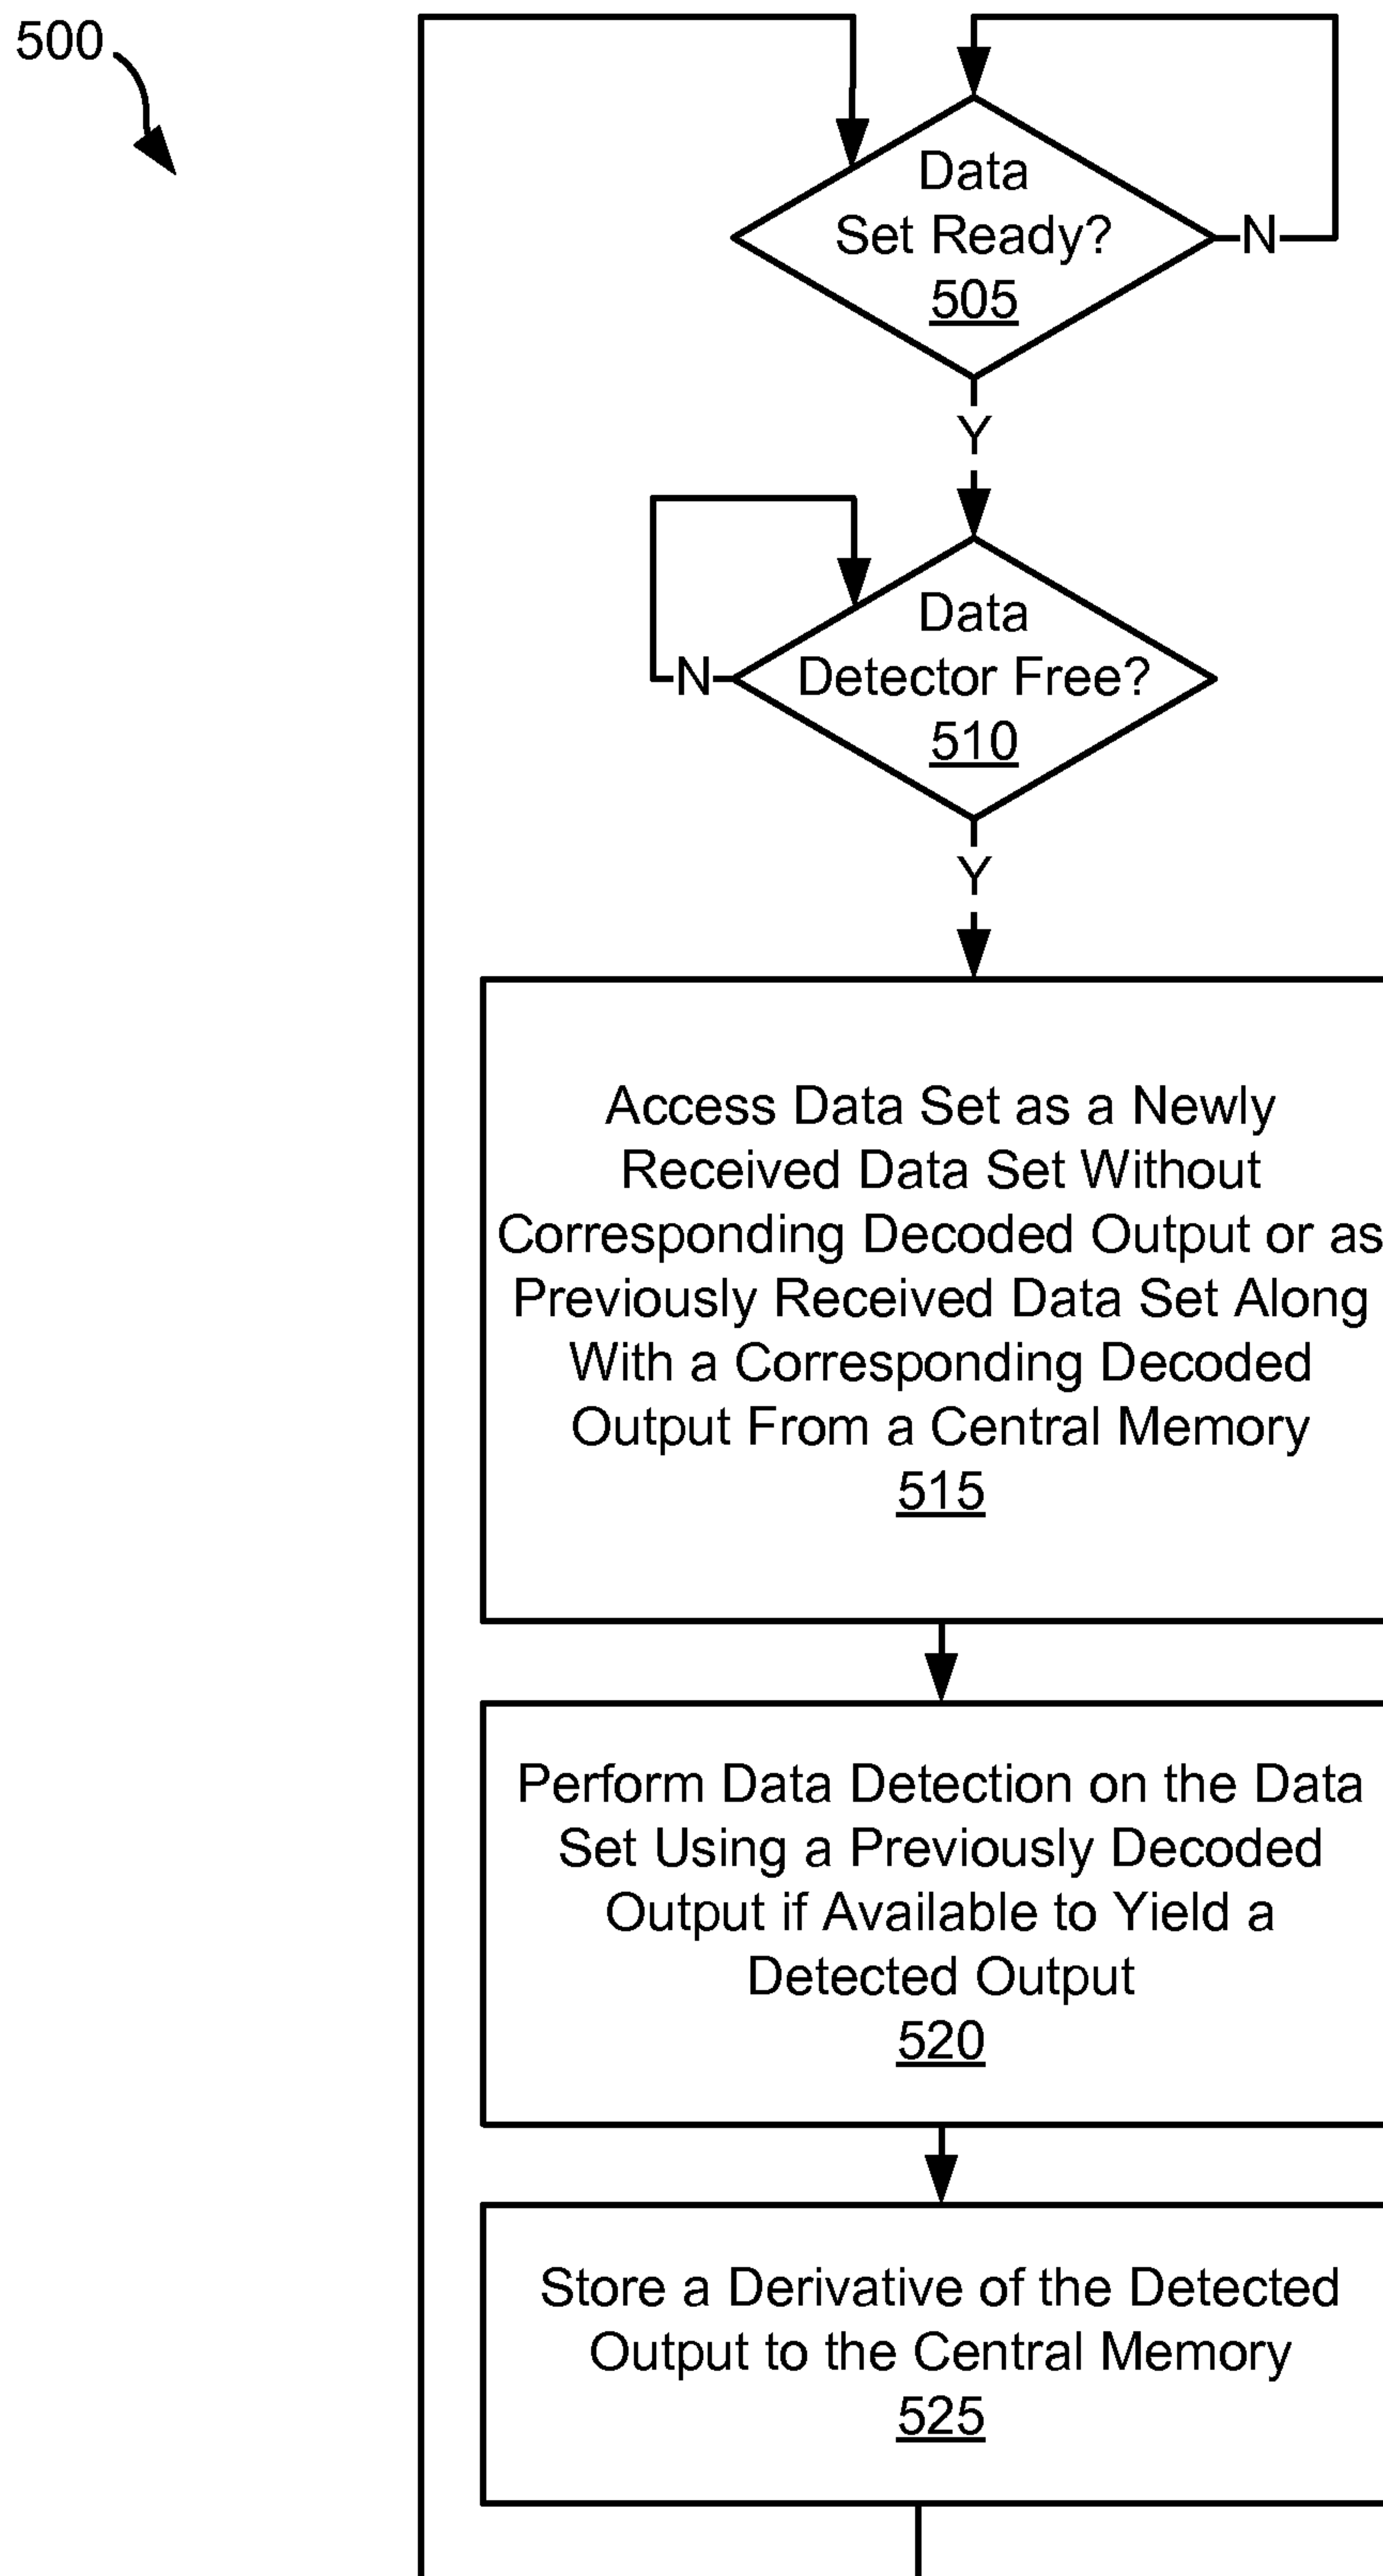 500
Data
Set Ready?
505
N
Y
Data
Detector Free?
510
N
Y
Access Data Set as a Newly
Received Data Set Without
Corresponding Decoded Output or as
Previously Received Data Set Along
With a Corresponding Decoded
Output From a Central Memory
515
Perform Data Detection on the Data
Set Using a Previously Decoded
Output if Available to Yield a
Detected Output
520
Store a Derivative of the Detected
Output to the Central Memory
525